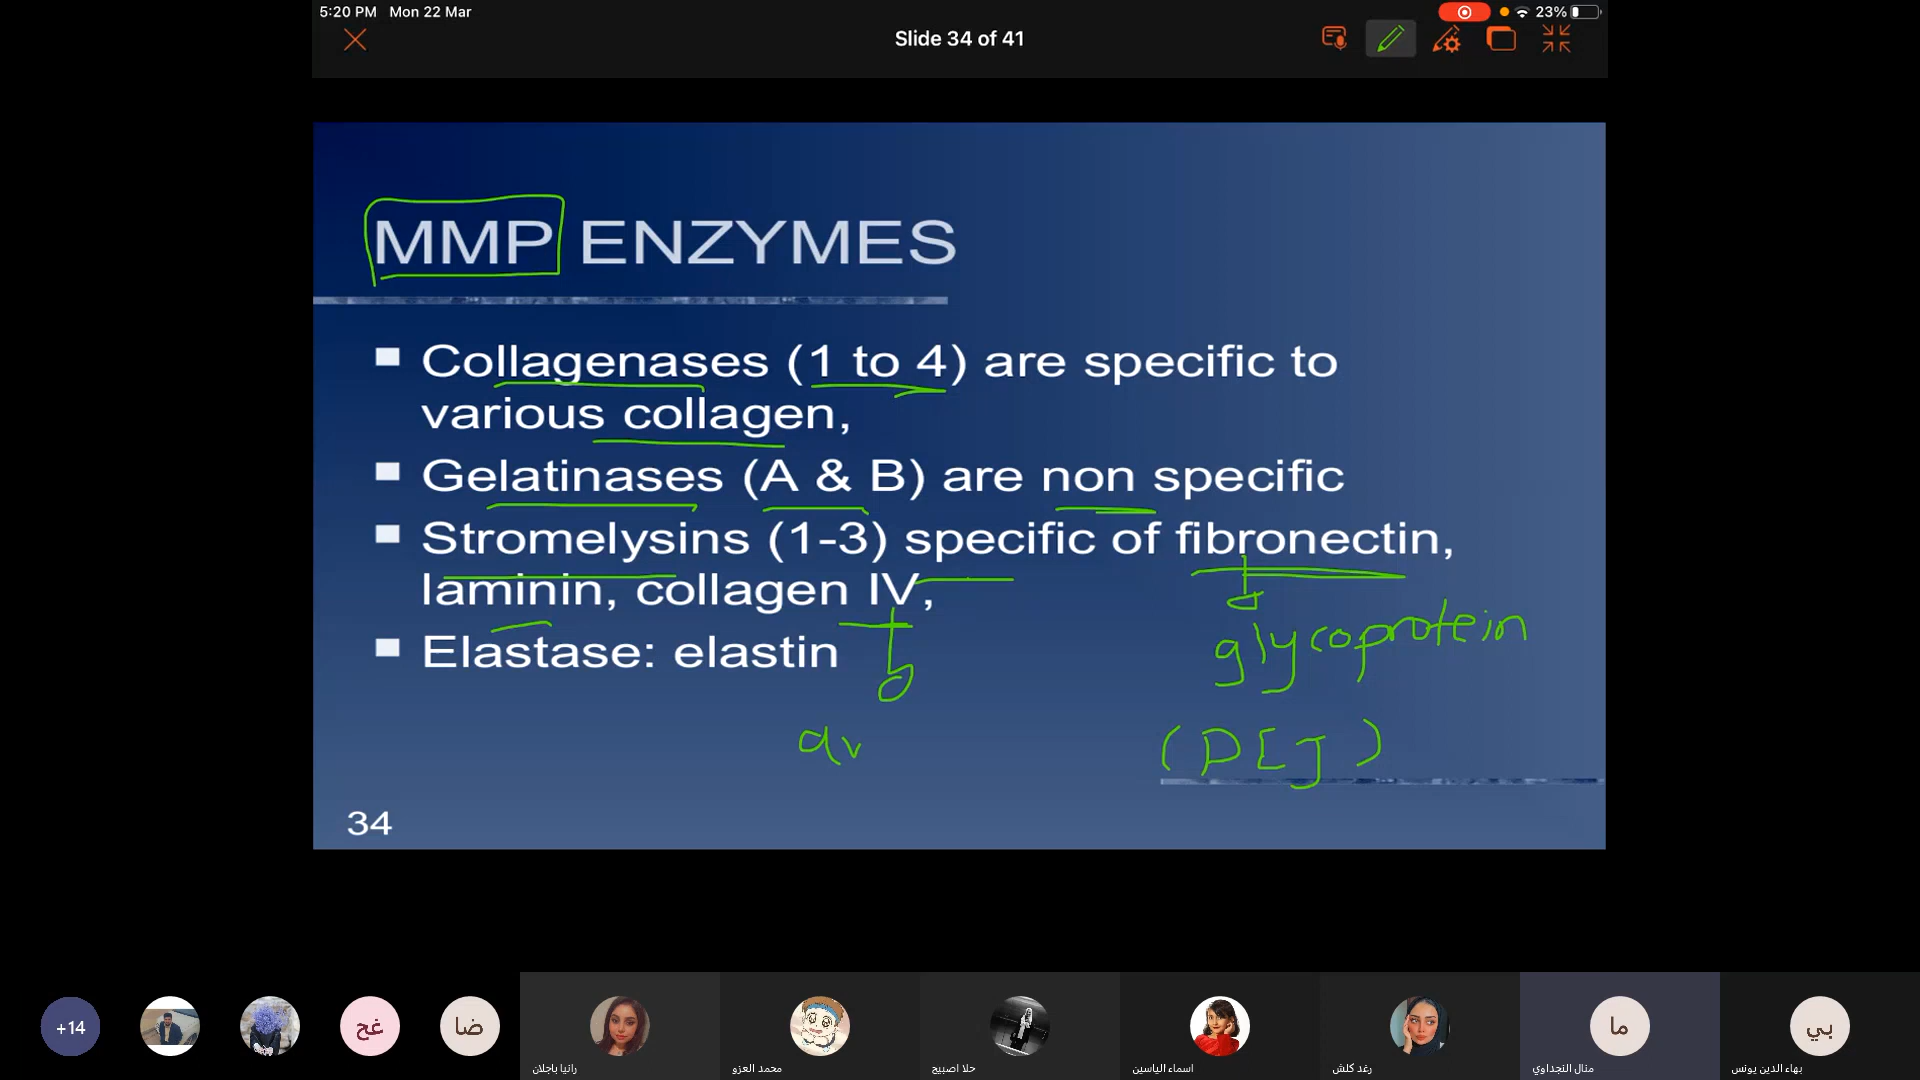 5:20 PM Mon 22 Mar
23%
Slide 34 of 41
MMP ENZYMES
Collagenases (1 to 4) are specific to
various collagen,
Gelatinases (A & B) are non specific
Stromelysins (1-3) specific of fibronectin,
laminin, collagen IV,
glycoprotein
Elastase: elastin
(DEJ)
34
+14
غح
ضا
ما
بي
رانيا باجلان
محمد العزو
حلا اصبيح
اسماء الياسين
رغد كلش
منال النجداوي
بهاء الدين يونس